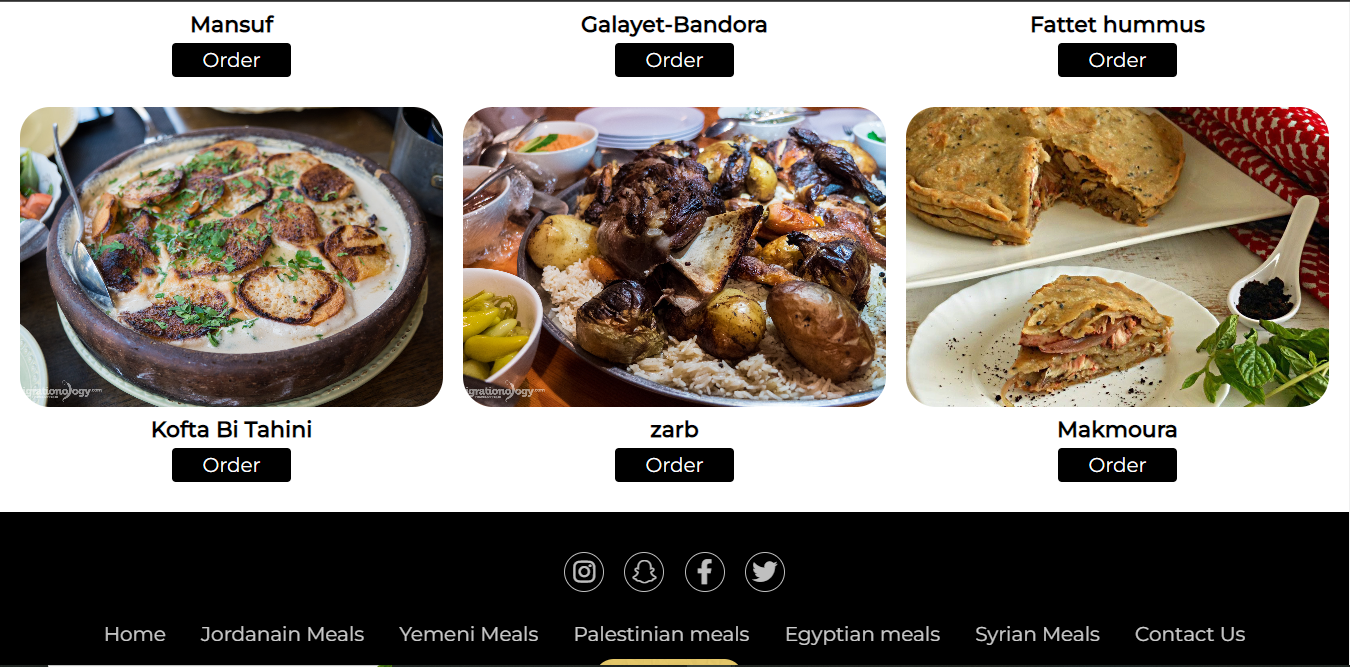 Mansuf Galayet-Bandora Fattet hummus
Order Order Order
Kofta Bi Tahini zarb Makmoura
Order Order Order
Home Jordanain Meals Yemeni Meals Palestinian meals Egyptian meals Syrian Meals Contact Us